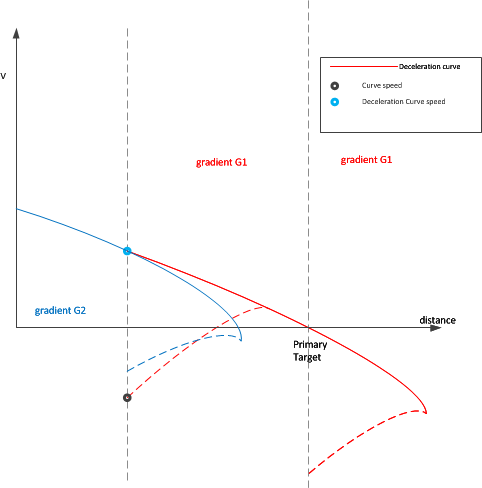 V
Deceleration curve
Curve speed
Deceleration Curve speed
gradient G1
gradient G1
gradient G2
distance
Primary
Target